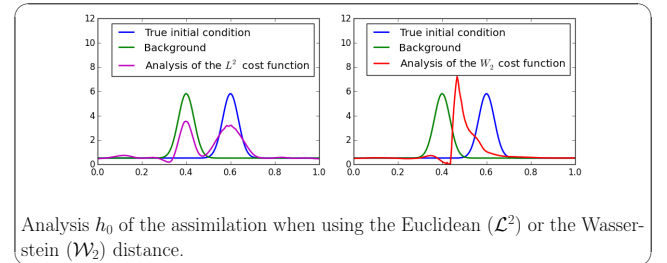 12
10
8
6
4
2
0
True initial condition
Background
Analysis of the L² cost function
0.0 0.2 0.4 0.6 0.8 1.0
12
10
8
6
4
2
0
True initial condition
Background
Analysis of the W₂ cost function
0.0 0.2 0.4 0.6 0.8 1.0
Analysis h₀ of the assimilation when using the Euclidean (𝓛²) or the Wasser-
stein (𝓦₂) distance.